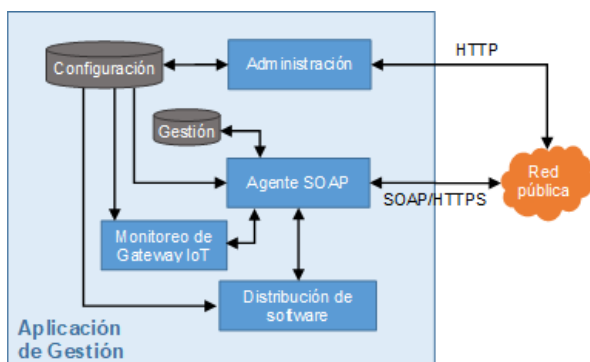 HTTP
Configuración
Administración
Gestión
Agente SOAP
SOAP/HTTPS
Red
pública
Monitoreo de
Gateway IoT
Distribución de
software
Aplicación
de Gestión